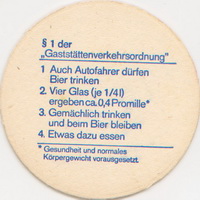 § 1 der
„Gaststättenverkehrsordnung"
1 Auch Autofahrer dürfen
Bier trinken
2. Vier Glas (je 1/4 l)
ergeben ca. 0,4 Promille*
3. Gemächlich trinken
und beim Bier bleiben
4. Etwas dazu essen
* Gesundheit und normales
Körpergewicht vorausgesetzt.